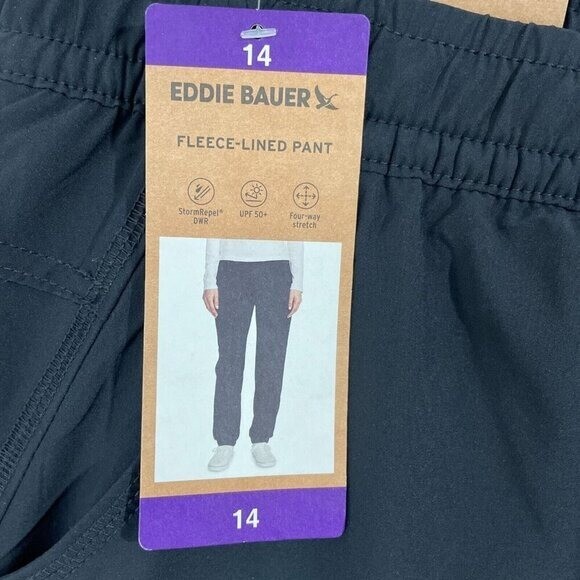 14
EDDIE BAUER
FLEECE-LINED PANT
StormRepel® DWR
UPF 50+
Four-way stretch
14